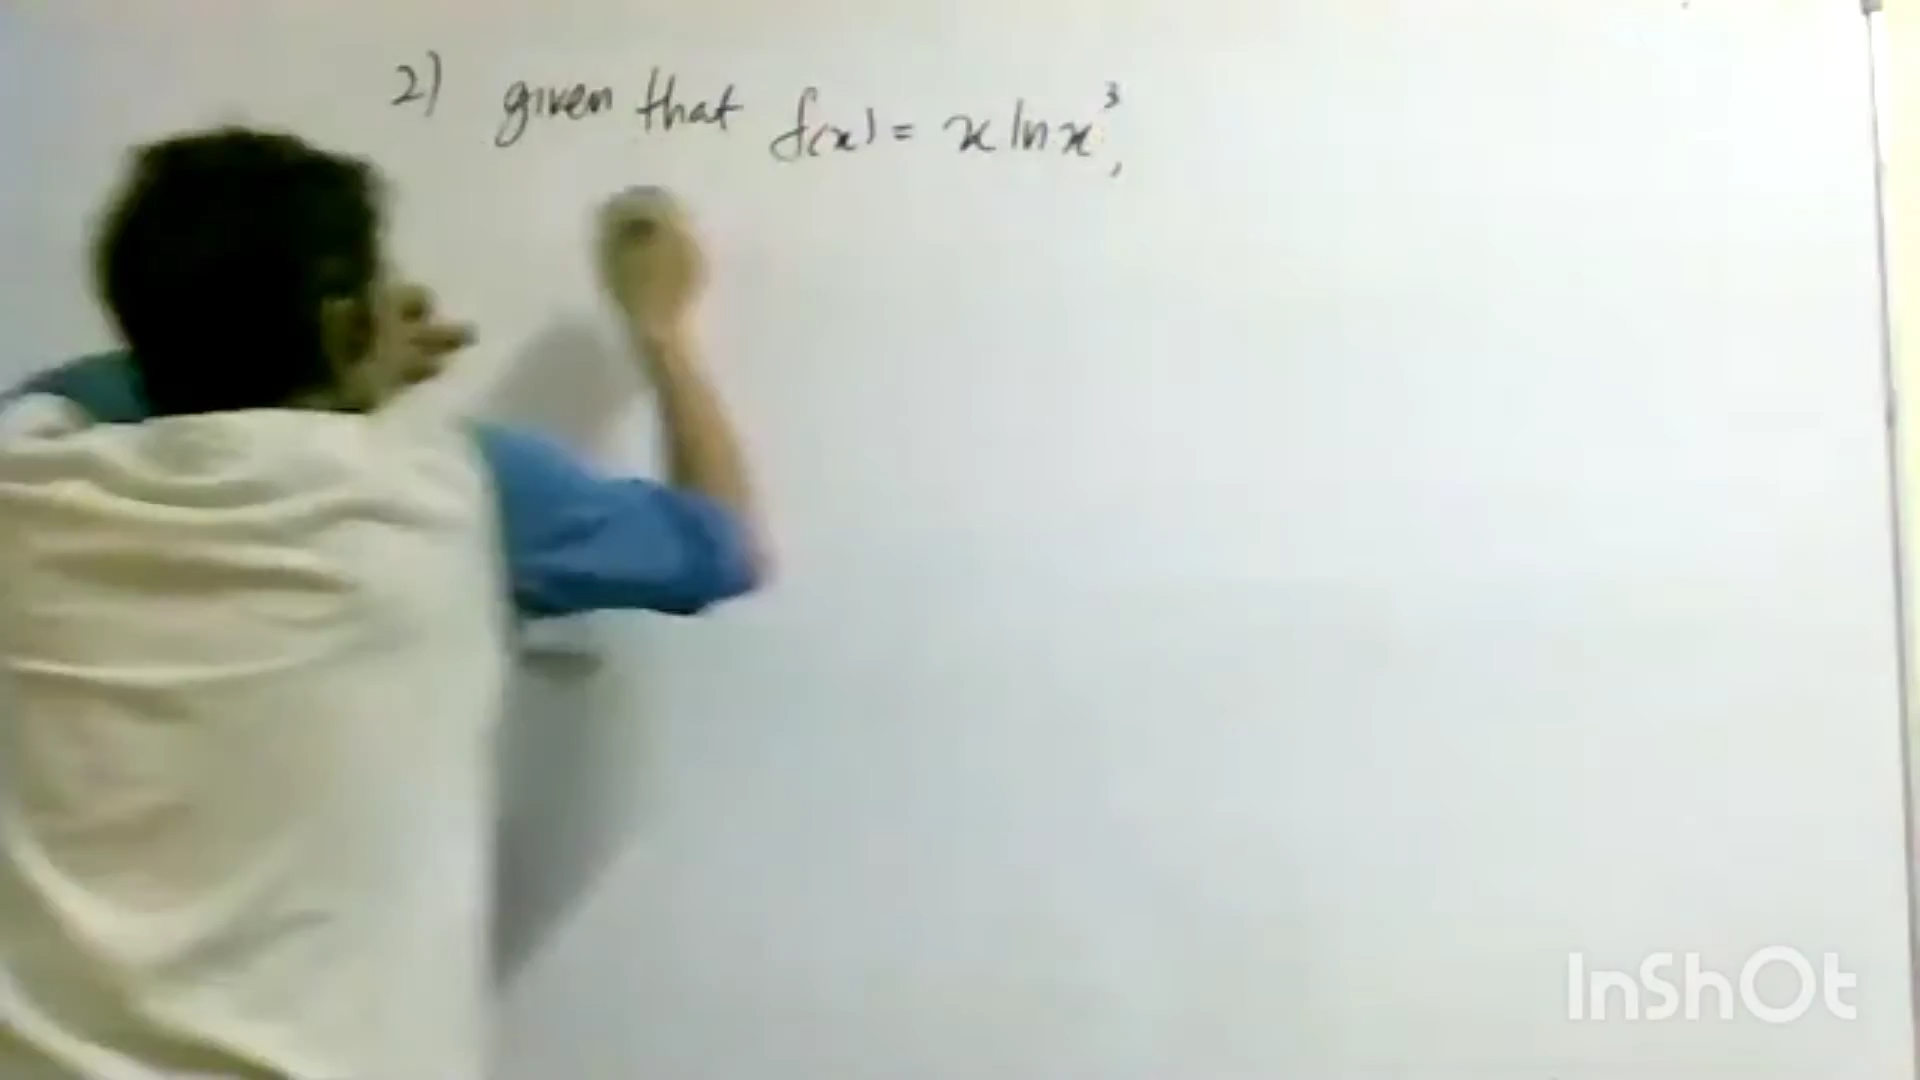 2) given that f(x) = x ln x³,
InShOt